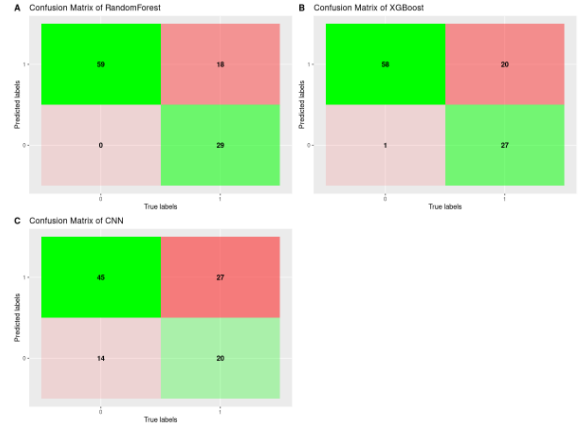 A Confusion Matrix of RandomForest
Predicted labels
1
59
18
0
0
29
0
1
True labels
B Confusion Matrix of XGBoost
Predicted labels
1
58
20
0
1
27
0
1
True labels
C Confusion Matrix of CNN
Predicted labels
1
45
27
0
14
20
0
1
True labels